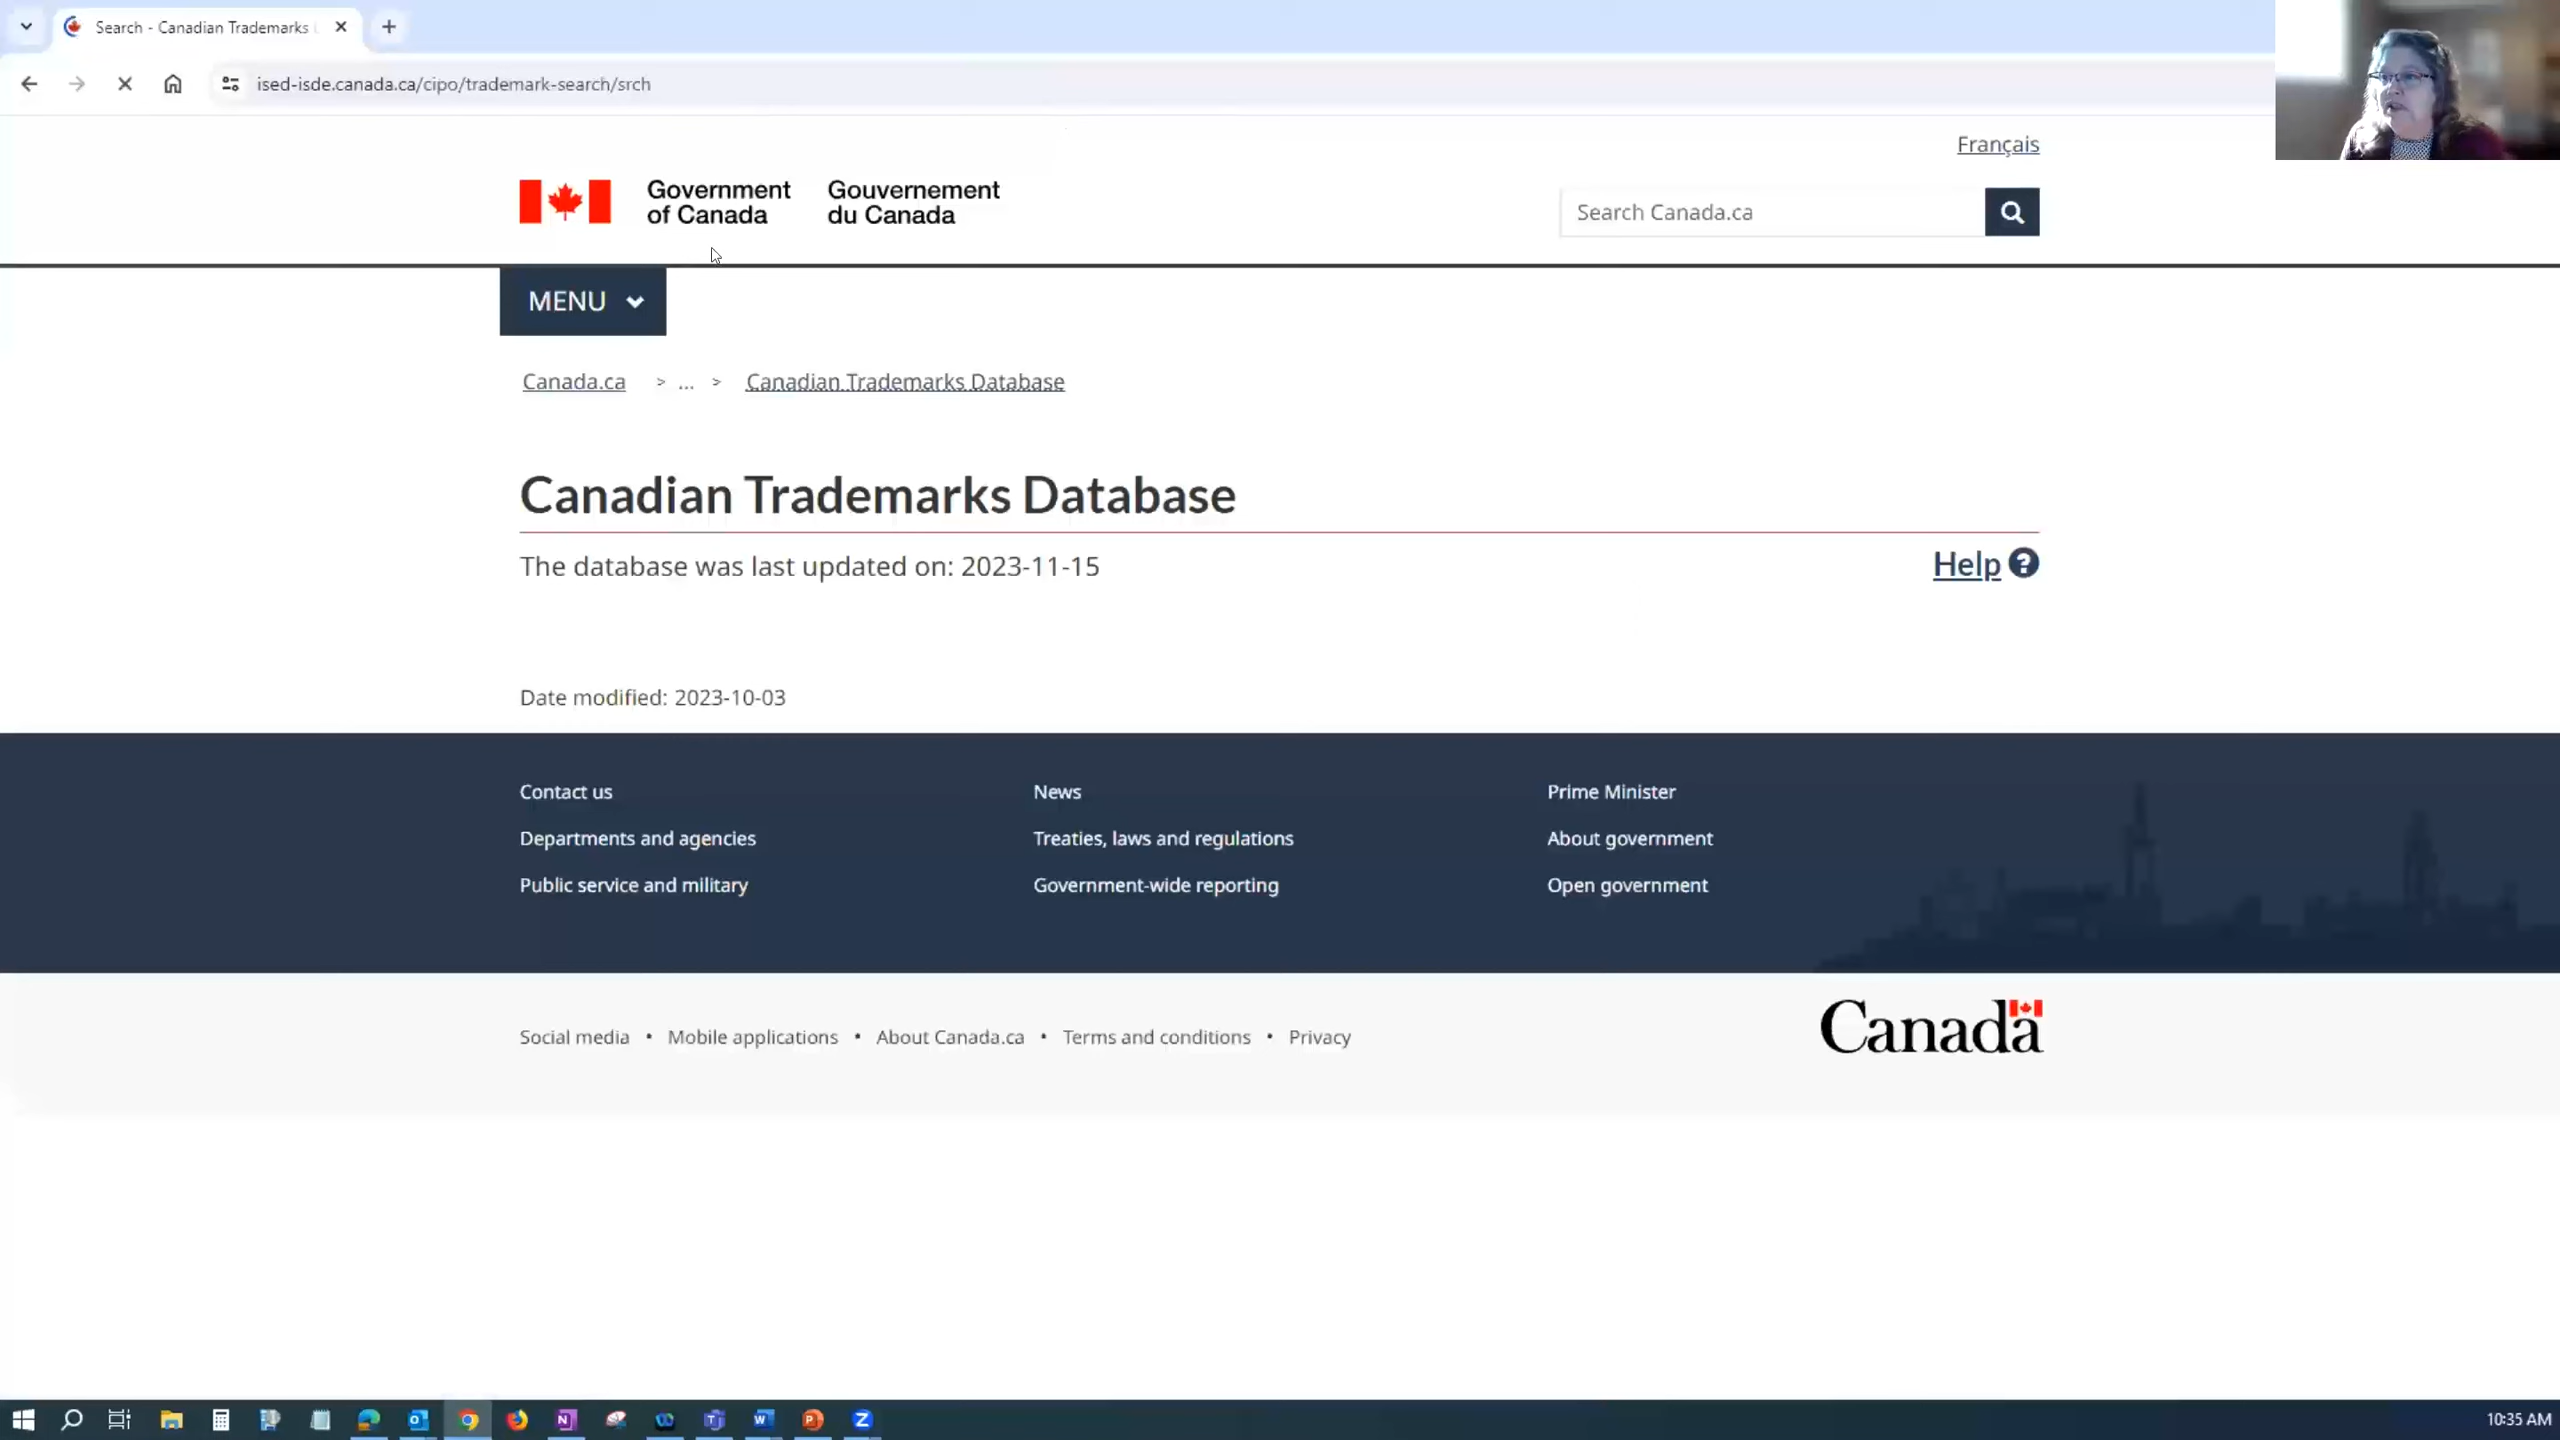 Search - Canadian Trademarks
ised-isde.canada.ca/cipo/trademark-search/srch
Français
Government
of Canada
Gouvernement
du Canada
Search Canada.ca
MENU
Canada.ca > ... > Canadian Trademarks Database
Canadian Trademarks Database
The database was last updated on: 2023-11-15
Help ?
Date modified: 2023-10-03
Contact us
News
Prime Minister
Departments and agencies
Treaties, laws and regulations
About government
Public service and military
Government-wide reporting
Open government
Social media • Mobile applications • About Canada.ca • Terms and conditions • Privacy
Canada
10:35 AM